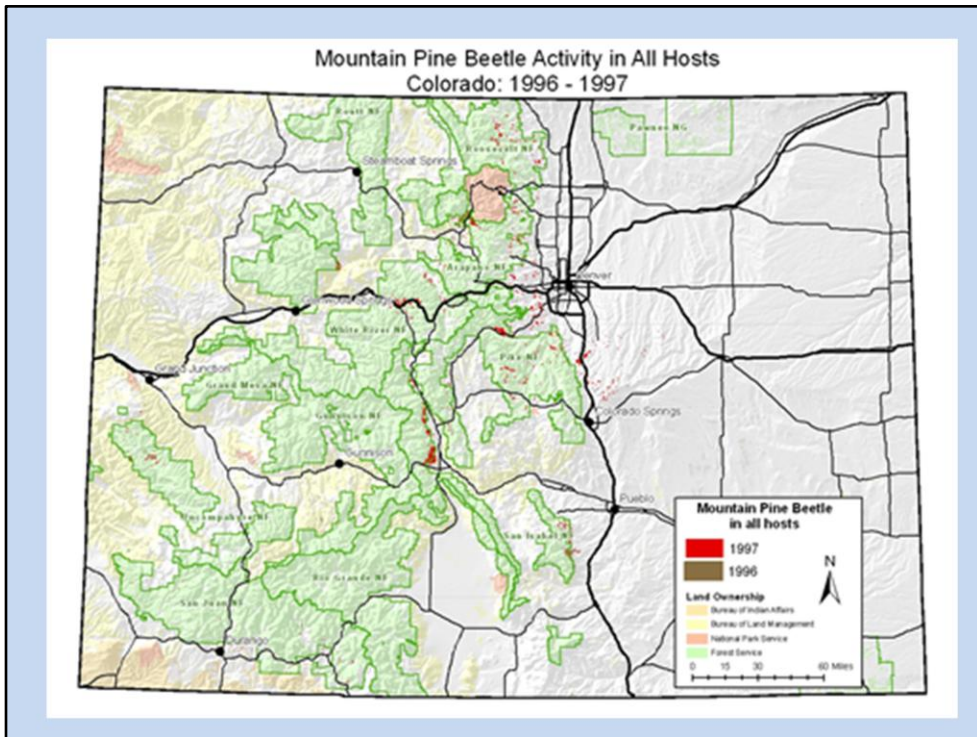 Mountain Pine Beetle Activity in All Hosts
Colorado: 1996 - 1997
Routt NF
Pawnee NG
Roosevelt NF
Steamboat Springs
Arapaho NF
Denver
White River NF
Grand Junction
Pike NF
Grand Mesa NF
Gunnison NF
Colorado Springs
Gunnison
Pueblo
Uncompahgre NF
San Isabel NF
Rio Grande NF
San Juan NF
Durango
Mountain Pine Beetle
in all hosts
1997
1996
N
Land Ownership
Bureau of Indian Affairs
Bureau of Land Management
National Park Service
Forest Service
0 15 30 60 Miles